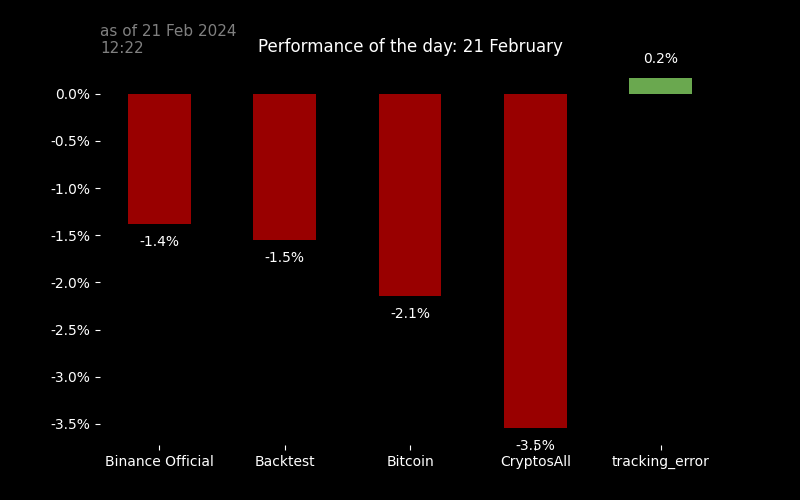 as of 21 Feb 2024
12:22
Performance of the day: 21 February
0.2%
0.0%
-0.5%
-1.0%
-1.5%
-2.0%
-2.5%
-3.0%
-3.5%
-1.4%
-1.5%
-2.1%
-3.5%
Binance Official
Backtest
Bitcoin
CryptosAll
tracking_error